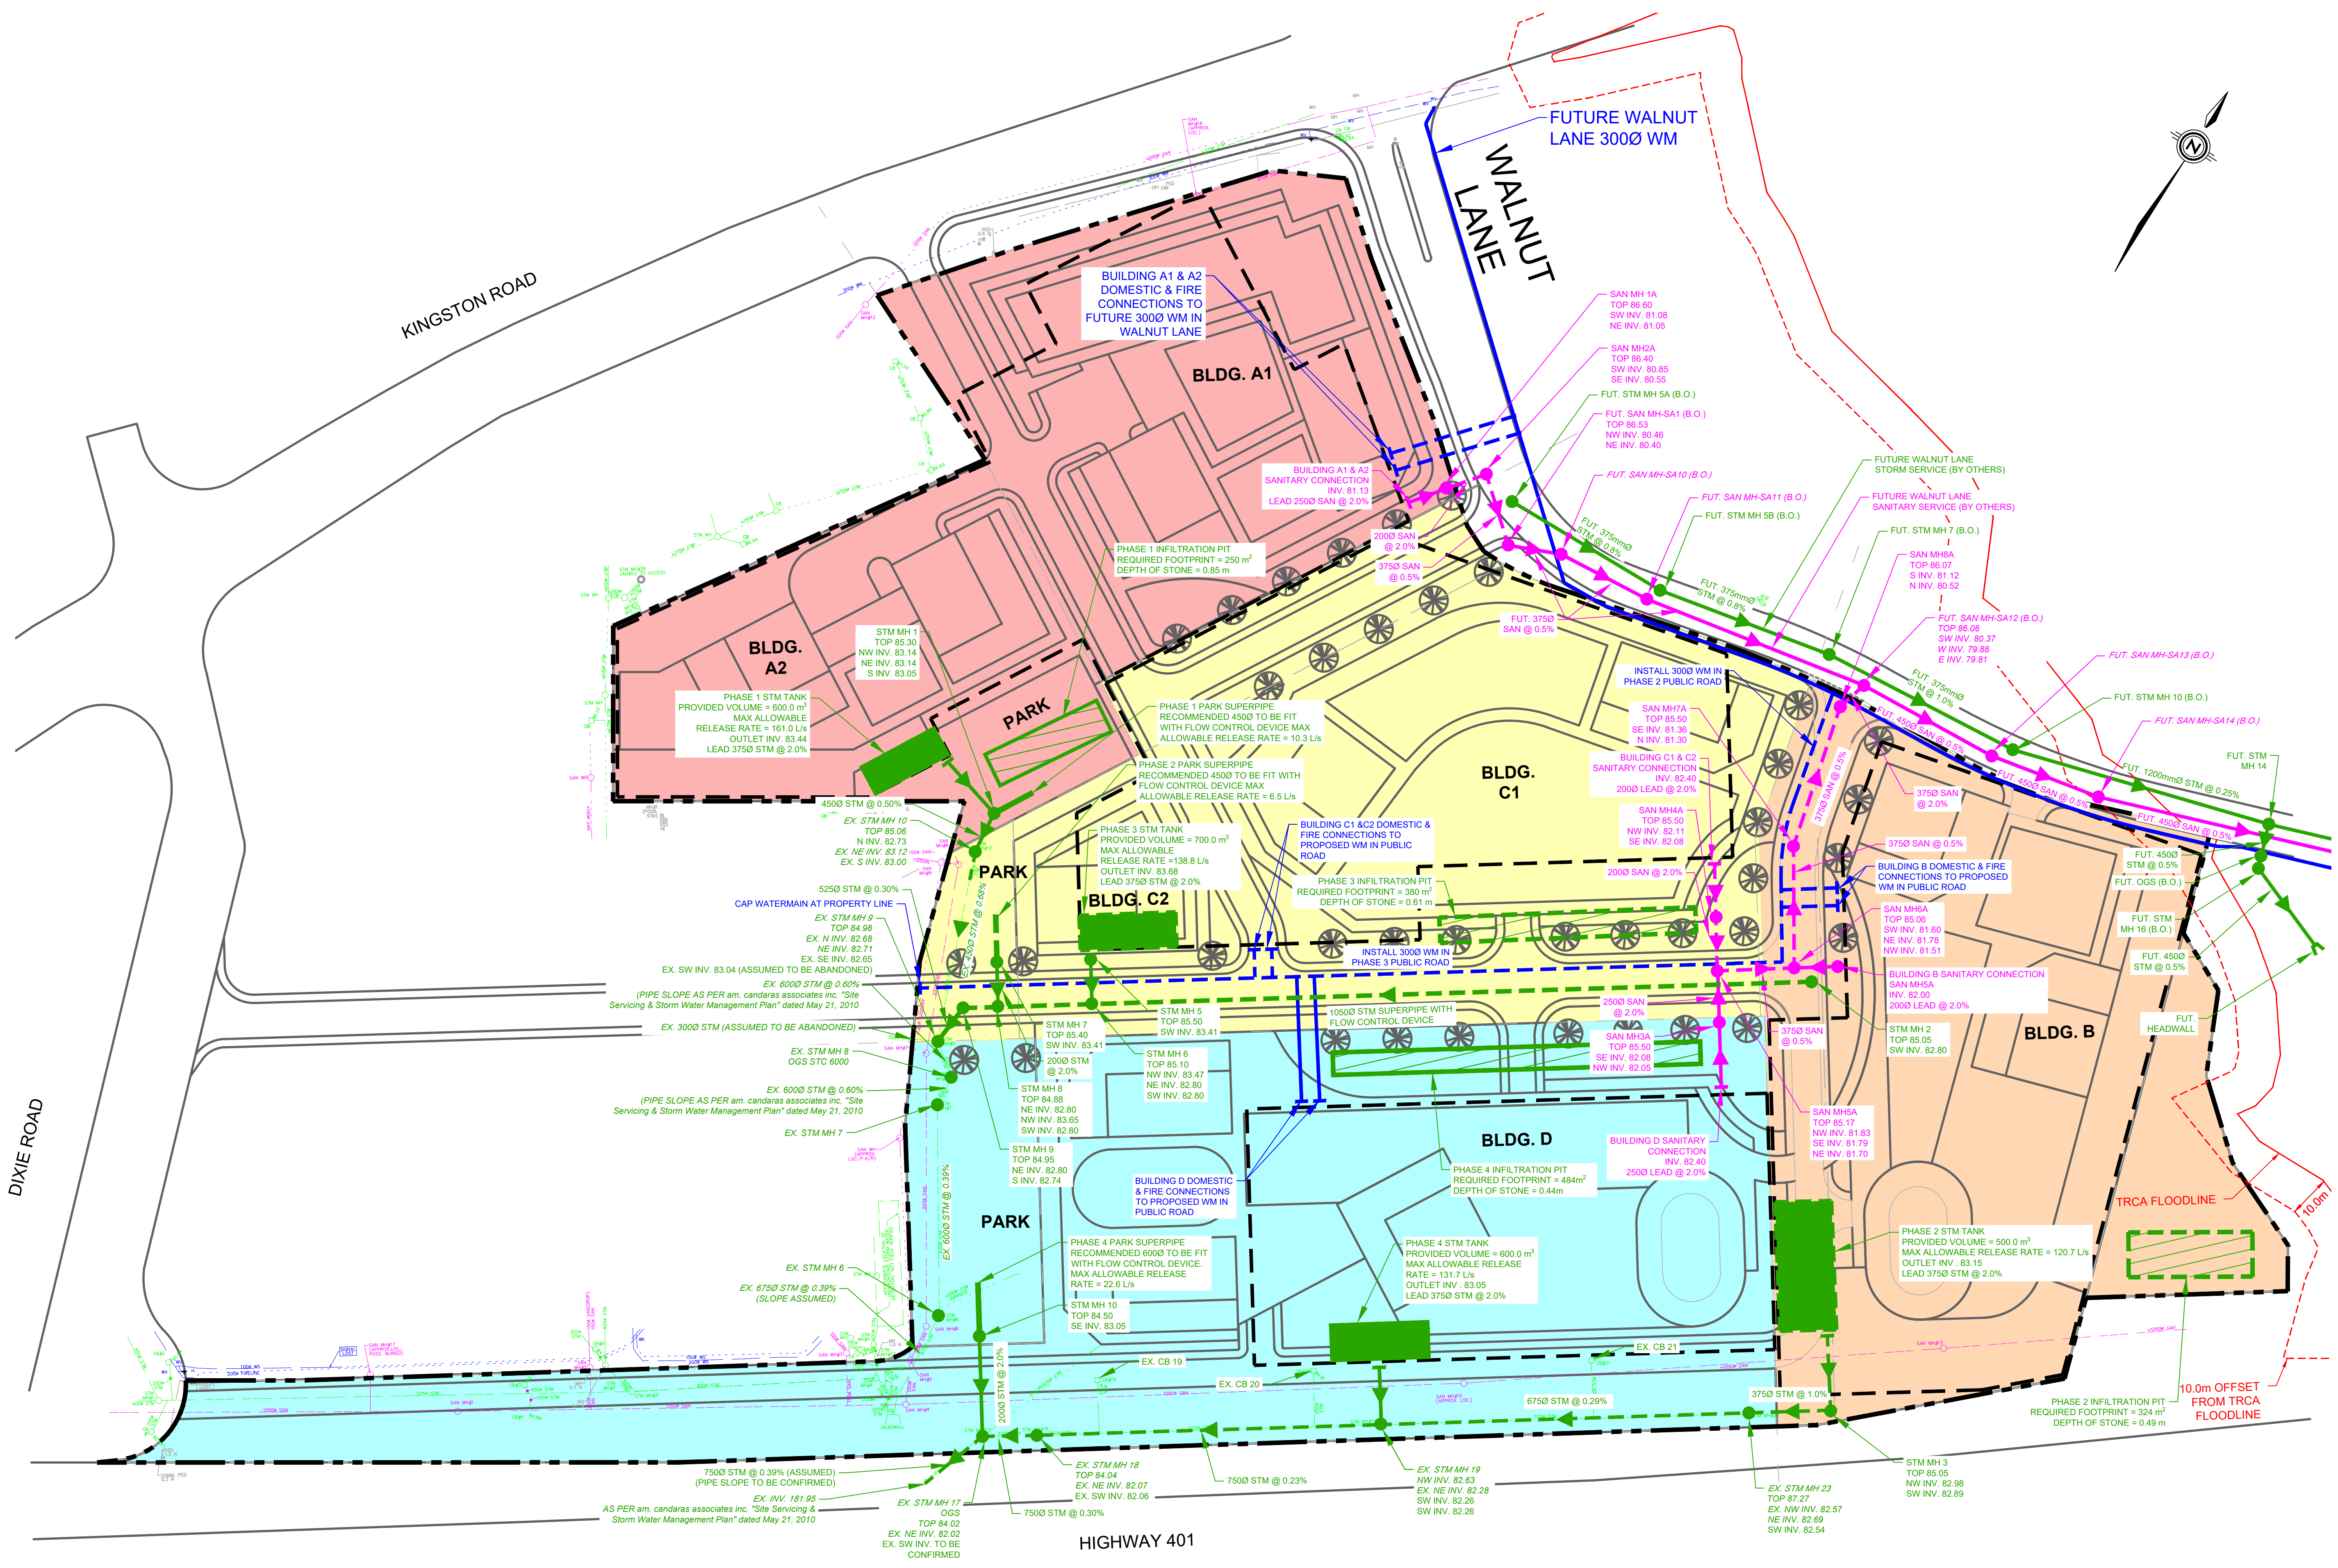 KINGSTON ROAD
WALNUT
LANE
FUTURE WALNUT
LANE 300Ø WM
BUILDING A1 & A2
DOMESTIC & FIRE
CONNECTIONS TO
FUTURE 300Ø WM IN
WALNUT LANE
BLDG. A1
SAN MH 1A
TOP 86.60
SW INV. 81.08
NE INV. 81.05
SAN MH2A
TOP 86.40
SW INV. 80.85
SE INV. 80.55
FUT. STM MH 5A (B.O.)
FUT. SAN MH-SA1 (B.O.)
TOP 86.53
NW INV. 80.46
NE INV. 80.40
FUT. SAN MH-SA10 (B.O.)
FUTURE WALNUT LANE
STORM SERVICE (BY OTHERS)
FUT. SAN MH-SA11 (B.O.)
FUTURE WALNUT LANE
SANITARY SERVICE (BY OTHERS)
FUT. STM MH 5B (B.O.)
FUT. STM MH 7 (B.O.)
SAN MH8A
TOP 86.07
S INV. 81.12
N INV. 80.52
FUT. SAN MH-SA12 (B.O.)
TOP 86.06
SW INV. 80.37
W INV. 79.88
E INV. 79.81
FUT. SAN MH-SA13 (B.O.)
FUT. STM MH 10 (B.O.)
FUT. SAN MH-SA14 (B.O.)
FUT. STM
MH 14
BUILDING A1 & A2
SANITARY CONNECTION
INV. 81.13
LEAD 250Ø SAN @ 2.0%
200Ø SAN
@ 2.0%
375Ø SAN
@ 0.5%
FUT. 375mmØ
STM @ 0.8%
FUT. 375mmØ
STM @ 0.8%
FUT. 375mmØ
STM @ 1.0%
FUT. 375Ø
SAN @ 0.5%
FUT. 450Ø SAN @ 0.5%
FUT. 450Ø SAN @ 0.5%
FUT. 450Ø SAN @ 0.5%
FUT. 1200mmØ STM @ 0.25%
PHASE 1 INFILTRATION PIT
REQUIRED FOOTPRINT = 250 m²
DEPTH OF STONE = 0.85 m
STM MH 1
TOP 85.30
NW INV. 83.14
NE INV. 83.14
S INV. 83.05
BLDG.
A2
PHASE 1 STM TANK
PROVIDED VOLUME = 600.0 m³
MAX ALLOWABLE
RELEASE RATE = 161.0 L/s
OUTLET INV. 83.44
LEAD 375Ø STM @ 2.0%
PARK
PHASE 1 PARK SUPERPIPE
RECOMMENDED 450Ø TO BE FIT
WITH FLOW CONTROL DEVICE MAX
ALLOWABLE RELEASE RATE = 10.3 L/s
PHASE 2 PARK SUPERPIPE
RECOMMENDED 450Ø TO BE FIT WITH
FLOW CONTROL DEVICE MAX
ALLOWABLE RELEASE RATE = 6.5 L/s
INSTALL 300Ø WM IN
PHASE 2 PUBLIC ROAD
SAN MH7A
TOP 85.50
SE INV. 81.36
N INV. 81.30
BUILDING C1 & C2
SANITARY CONNECTION
INV. 82.40
200Ø LEAD @ 2.0%
SAN MH4A
TOP 85.50
NW INV. 82.11
SE INV. 82.08
200Ø SAN @ 2.0%
BLDG.
C1
375Ø SAN @ 0.5%
375Ø SAN
@ 2.0%
375Ø SAN @ 0.5%
BUILDING B DOMESTIC & FIRE
CONNECTIONS TO PROPOSED
WM IN PUBLIC ROAD
SAN MH6A
TOP 85.06
SW INV. 81.60
NE INV. 81.78
NW INV. 81.51
BUILDING B SANITARY CONNECTION
SAN MH5A
INV. 82.00
200Ø LEAD @ 2.0%
FUT. 450Ø
STM @ 0.5%
FUT. OGS (B.O.)
FUT. STM
MH 16 (B.O.)
FUT. 450Ø
STM @ 0.5%
FUT.
HEADWALL
450Ø STM @ 0.50%
EX. STM MH 10
TOP 85.06
N INV. 82.73
EX. NE INV. 83.12
EX. S INV. 83.00
525Ø STM @ 0.30%
CAP WATERMAIN AT PROPERTY LINE
EX. STM MH 9
TOP 84.98
EX. N INV. 82.68
NE INV. 82.71
EX. SE INV. 82.65
EX. SW INV. 83.04 (ASSUMED TO BE ABANDONED)
EX. 600Ø STM @ 0.60%
(PIPE SLOPE AS PER am. candaras associates inc. "Site
Servicing & Storm Water Management Plan" dated May 21, 2010
EX. 300Ø STM (ASSUMED TO BE ABANDONED)
EX. STM MH 8
OGS STC 6000
EX. 600Ø STM @ 0.60%
(PIPE SLOPE AS PER am. candaras associates inc. "Site
Servicing & Storm Water Management Plan" dated May 21, 2010
EX. STM MH 7
EX. 450Ø STM @ 0.68%
PARK
BLDG. C2
PHASE 3 STM TANK
PROVIDED VOLUME = 700.0 m³
MAX ALLOWABLE
RELEASE RATE =138.8 L/s
OUTLET INV. 83.68
LEAD 375Ø STM @ 2.0%
BUILDING C1 &C2 DOMESTIC &
FIRE CONNECTIONS TO
PROPOSED WM IN PUBLIC
ROAD
PHASE 3 INFILTRATION PIT
REQUIRED FOOTPRINT = 380 m²
DEPTH OF STONE = 0.61 m
INSTALL 300Ø WM IN
PHASE 3 PUBLIC ROAD
1050Ø STM SUPERPIPE WITH
FLOW CONTROL DEVICE
250Ø SAN
@ 2.0%
SAN MH3A
TOP 85.50
SE INV. 82.08
NW INV. 82.05
375Ø SAN
@ 0.5%
STM MH 2
TOP 85.05
SW INV. 82.80
BLDG. B
STM MH 7
TOP 85.40
SW INV. 83.41
200Ø STM
@ 2.0%
STM MH 5
TOP 85.50
SW INV. 83.41
STM MH 6
TOP 85.10
NW INV. 83.47
NE INV. 82.80
SW INV. 82.80
STM MH 8
TOP 84.88
NE INV. 82.80
NW INV. 83.65
SW INV. 82.80
STM MH 9
TOP 84.95
NE INV. 82.80
S INV. 82.74
BLDG. D
SAN MH5A
TOP 85.17
NW INV. 81.83
SE INV. 81.79
NE INV. 81.70
BUILDING D SANITARY
CONNECTION
INV. 82.40
250Ø LEAD @ 2.0%
PHASE 4 INFILTRATION PIT
REQUIRED FOOTPRINT = 484m²
DEPTH OF STONE = 0.44m
BUILDING D DOMESTIC
& FIRE CONNECTIONS
TO PROPOSED WM IN
PUBLIC ROAD
DIXIE ROAD
EX. 600Ø STM @ 0.39%
PARK
TRCA FLOODLINE
10.0m
PHASE 2 STM TANK
PROVIDED VOLUME = 500.0 m³
MAX ALLOWABLE RELEASE RATE = 120.7 L/s
OUTLET INV . 83.15
LEAD 375Ø STM @ 2.0%
PHASE 4 PARK SUPERPIPE
RECOMMENDED 600Ø TO BE FIT
WITH FLOW CONTROL DEVICE.
MAX ALLOWABLE RELEASE
RATE = 22.6 L/s
STM MH 10
TOP 84.50
SE INV. 83.05
PHASE 4 STM TANK
PROVIDED VOLUME = 600.0 m³
MAX ALLOWABLE RELEASE
RATE = 131.7 L/s
OUTLET INV . 83.05
LEAD 375Ø STM @ 2.0%
EX. STM MH 6
EX. 675Ø STM @ 0.39%
(SLOPE ASSUMED)
EX. CB 19
EX. CB 20
EX. CB 21
200Ø STM @ 2.0%
675Ø STM @ 0.29%
375Ø STM @ 1.0%
PHASE 2 INFILTRATION PIT
REQUIRED FOOTPRINT = 324 m²
DEPTH OF STONE = 0.49 m
10.0m OFFSET
FROM TRCA
FLOODLINE
750Ø STM @ 0.39% (ASSUMED)
(PIPE SLOPE TO BE CONFIRMED)
EX. INV. 181.95
AS PER am. candaras associates inc. "Site Servicing &
Storm Water Management Plan" dated May 21, 2010
EX. STM MH 17
OGS
TOP 84.02
EX. NE INV. 82.02
EX. SW INV. TO BE
CONFIRMED
EX. STM MH 18
TOP 84.04
EX. NE INV. 82.07
EX. SW INV. 82.06
750Ø STM @ 0.30%
750Ø STM @ 0.23%
EX. STM MH 19
NW INV. 82.63
EX. NE INV. 82.28
SW INV. 82.26
SW INV. 82.26
EX. STM MH 23
TOP 87.27
EX. NW INV. 82.57
NE INV. 82.69
SW INV. 82.54
STM MH 3
TOP 85.05
NW INV. 82.98
SW INV. 82.89
HIGHWAY 401